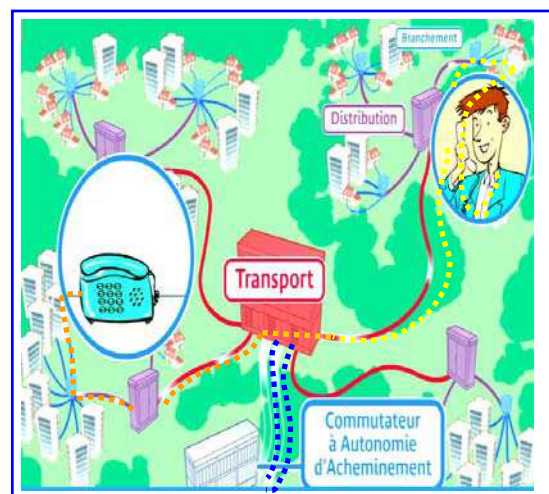 Branchement
Distribution
Transport
Commutateur
à Autonomie
d'Acheminement